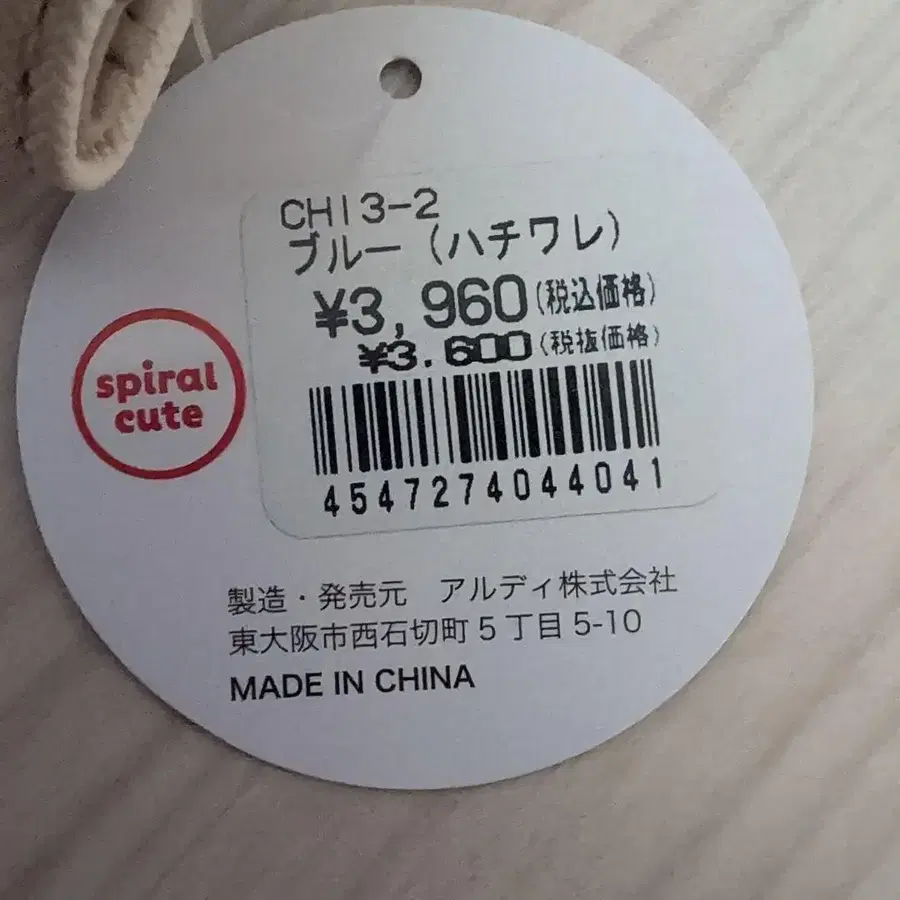 CHI3-2
ブルー（ハチワレ）
¥3,960(税込価格)
¥3.600(税抜価格)
4547274044041
spiral
cute
製造・発売元　アルディ株式会社
東大阪市西石切町５丁目5-10
MADE IN CHINA